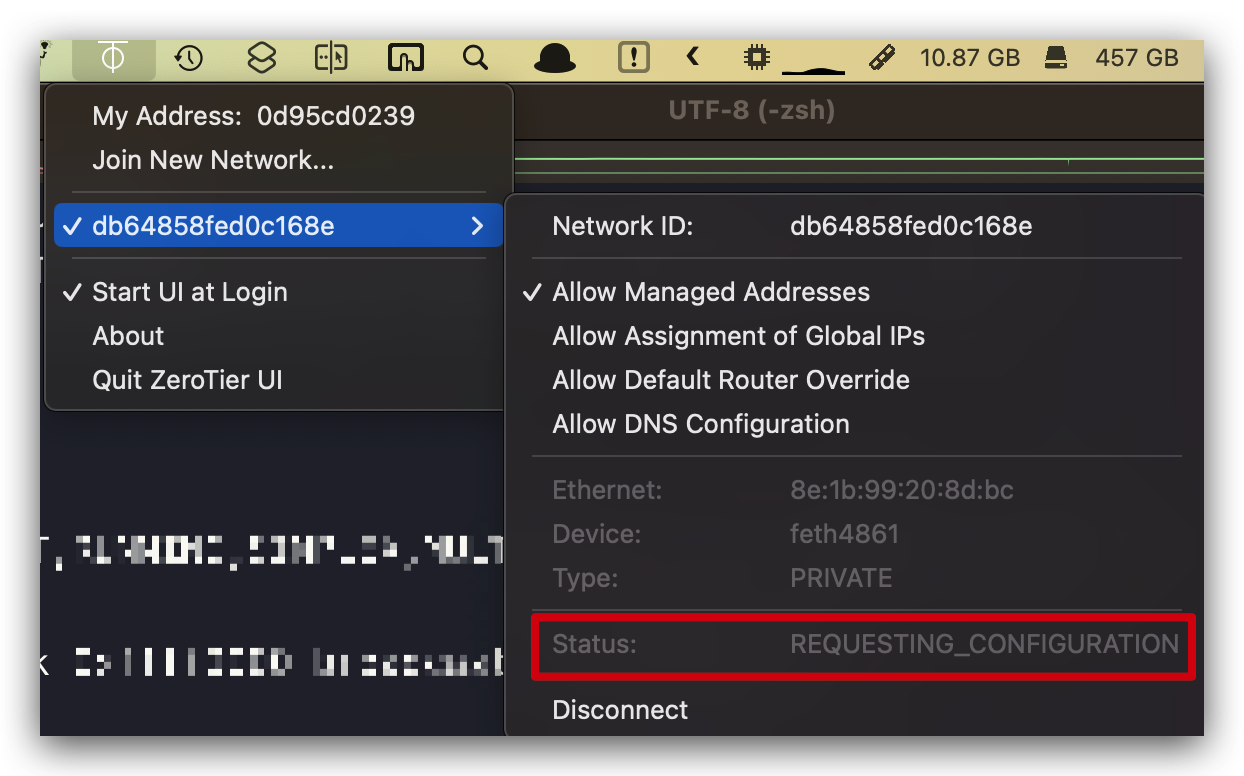 10.87 GB 457 GB
UTF-8 (-zsh)
My Address: 0d95cd0239
Join New Network...
✓ db64858fed0c168e
✓ Start UI at Login
About
Quit ZeroTier UI
Network ID: db64858fed0c168e
✓ Allow Managed Addresses
Allow Assignment of Global IPs
Allow Default Router Override
Allow DNS Configuration
Ethernet: 8e:1b:99:20:8d:bc
Device: feth4861
Type: PRIVATE
Status: REQUESTING_CONFIGURATION
Disconnect